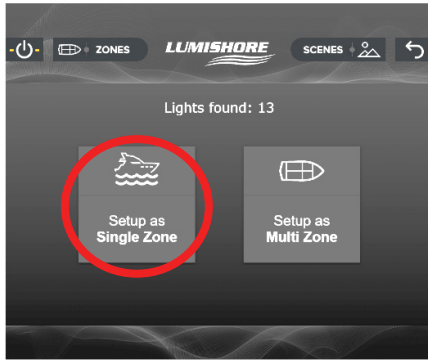 ZONES LUMISHORE SCENES
Lights found: 13
Setup as Setup as
Single Zone Multi Zone